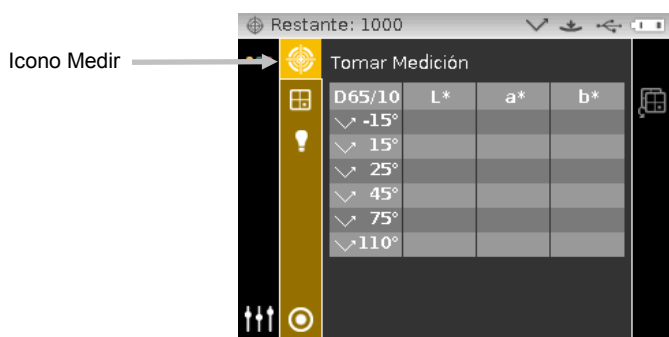 Restante: 1000
Icono Medir
Tomar Medición
D65/10 L* a* b*
-15°
15°
25°
45°
75°
110°